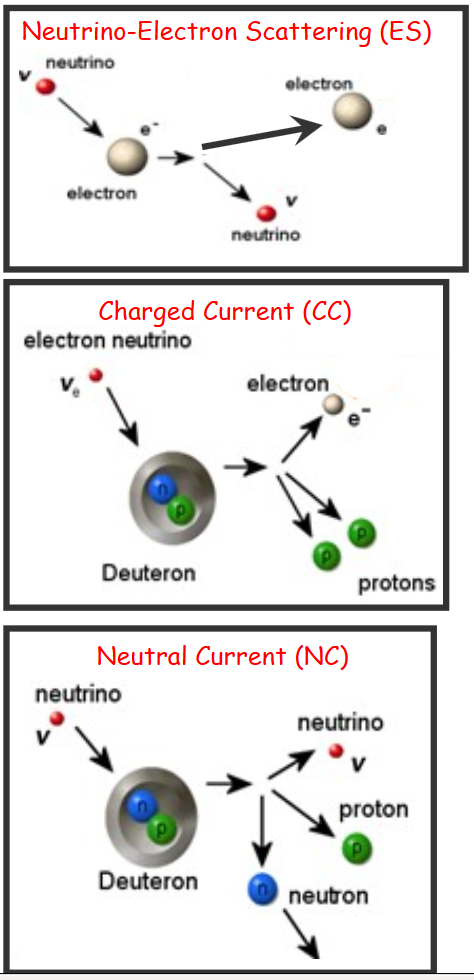 Neutrino-Electron Scattering (ES)
neutrino
ν
electron
e⁻
e
electron
ν
neutrino
Charged Current (CC)
electron neutrino
νₑ
electron
e⁻
n
p
p
p
Deuteron
protons
Neutral Current (NC)
neutrino
ν
neutrino
ν
n
p
proton
p
Deuteron
n
neutron